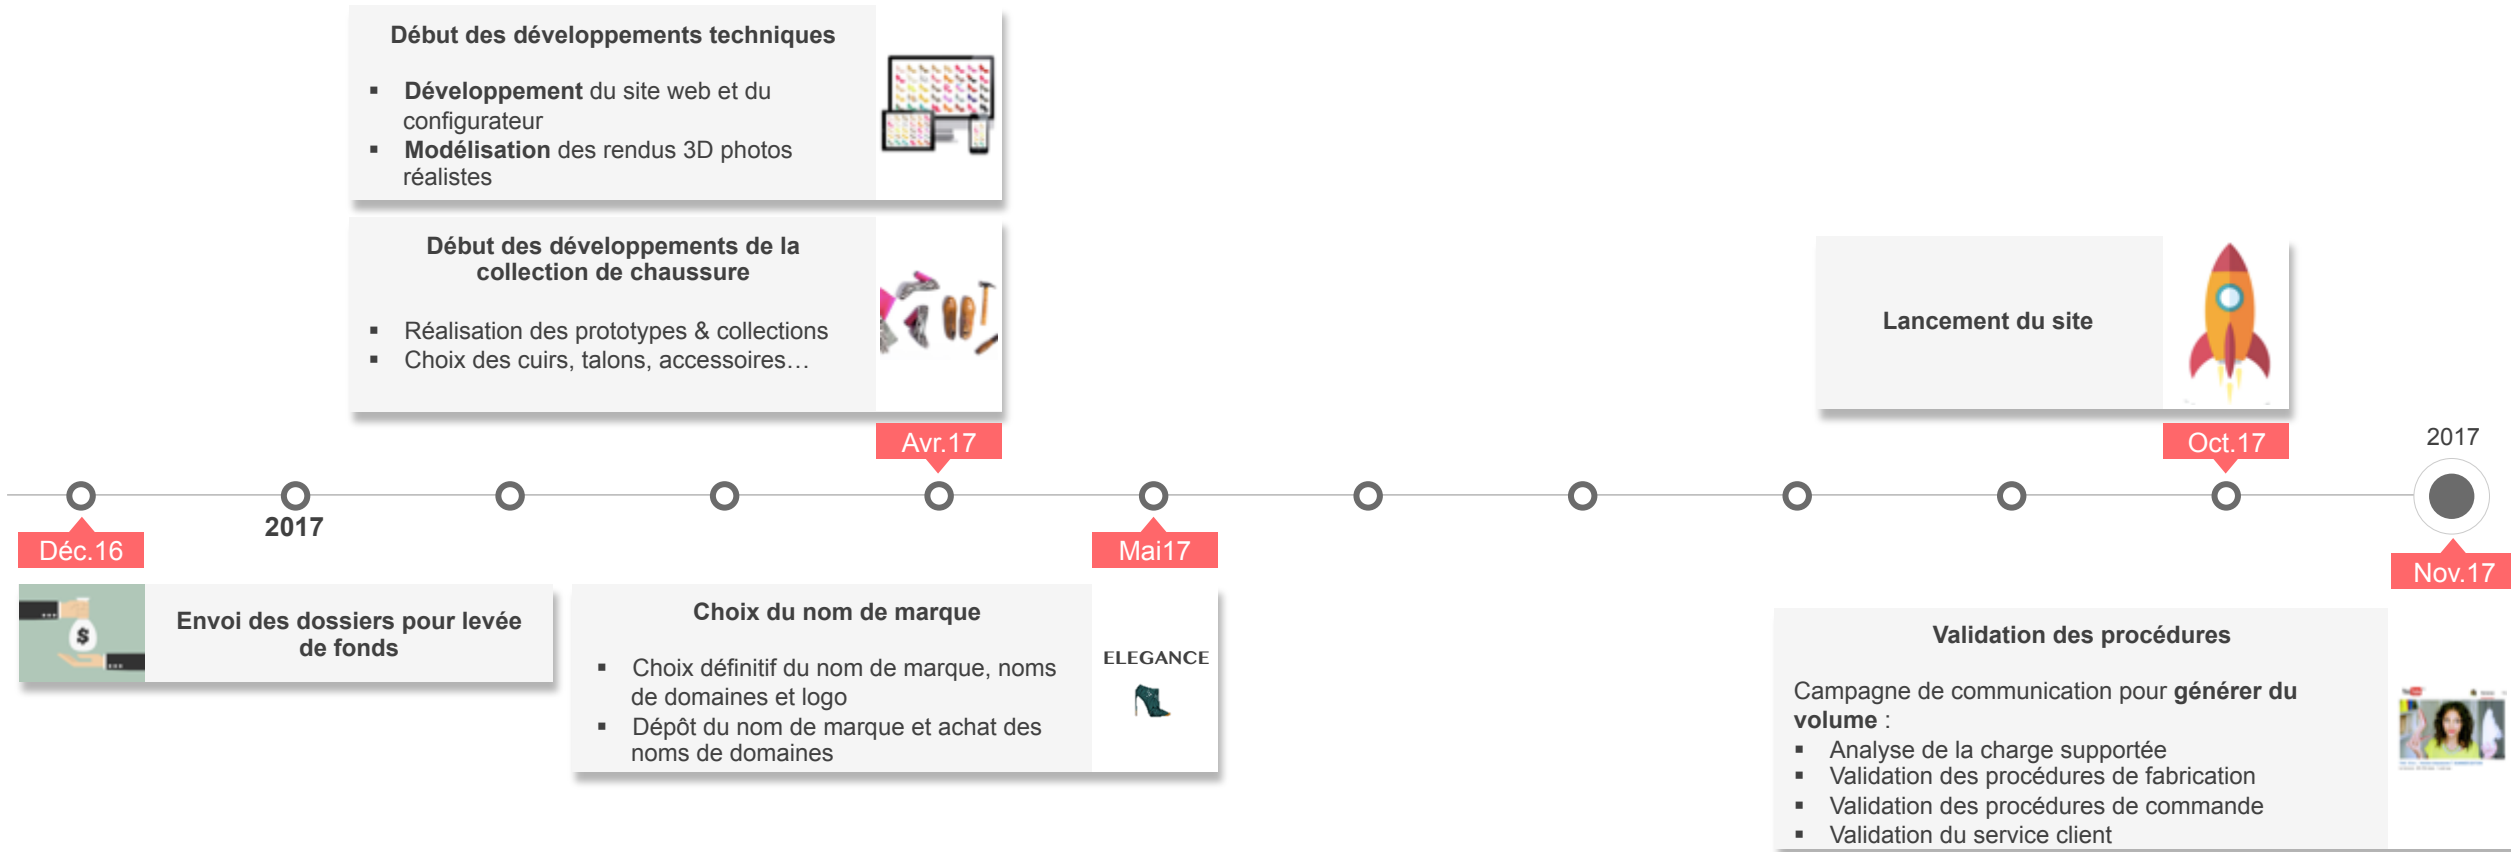 Début des développements techniques
▪ Développement du site web et du
configurateur
▪ Modélisation des rendus 3D photos
réalistes
Début des développements de la
collection de chaussure
▪ Réalisation des prototypes & collections
▪ Choix des cuirs, talons, accessoires…
Lancement du site
Avr.17
Oct.17
2017
2017
Déc.16
Mai17
Nov.17
Envoi des dossiers pour levée
de fonds
$
Choix du nom de marque
▪ Choix définitif du nom de marque, noms
de domaines et logo
▪ Dépôt du nom de marque et achat des
noms de domaines
ELEGANCE
Validation des procédures
Campagne de communication pour générer du
volume :
▪ Analyse de la charge supportée
▪ Validation des procédures de fabrication
▪ Validation des procédures de commande
▪ Validation du service client